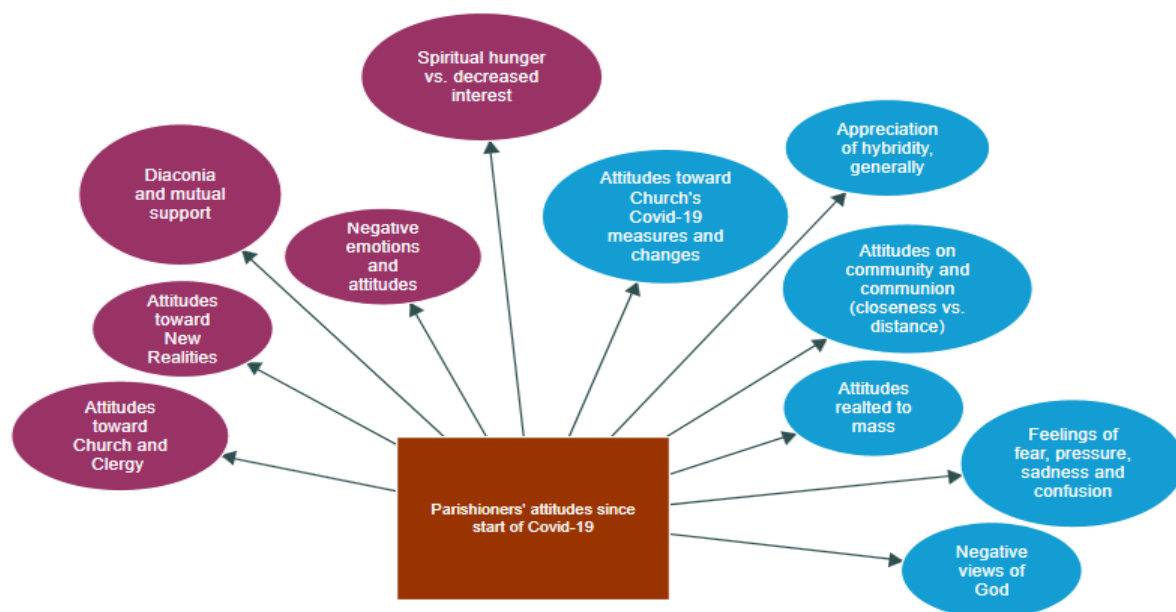 Spiritual hunger
vs. decreased
interest
Appreciation
of hybridity,
generally
Diaconia
and mutual
support
Attitudes toward
Church's
Covid-19
measures and
changes
Negative
emotions
and
attitudes
Attitudes on
community and
communion
(closeness vs.
distance)
Attitudes
toward
New
Realities
Attitudes
realted to
mass
Attitudes
toward
Church and
Clergy
Feelings of
fear, pressure,
sadness and
confusion
Parishioners' attitudes since
start of Covid-19
Negative
views of
God